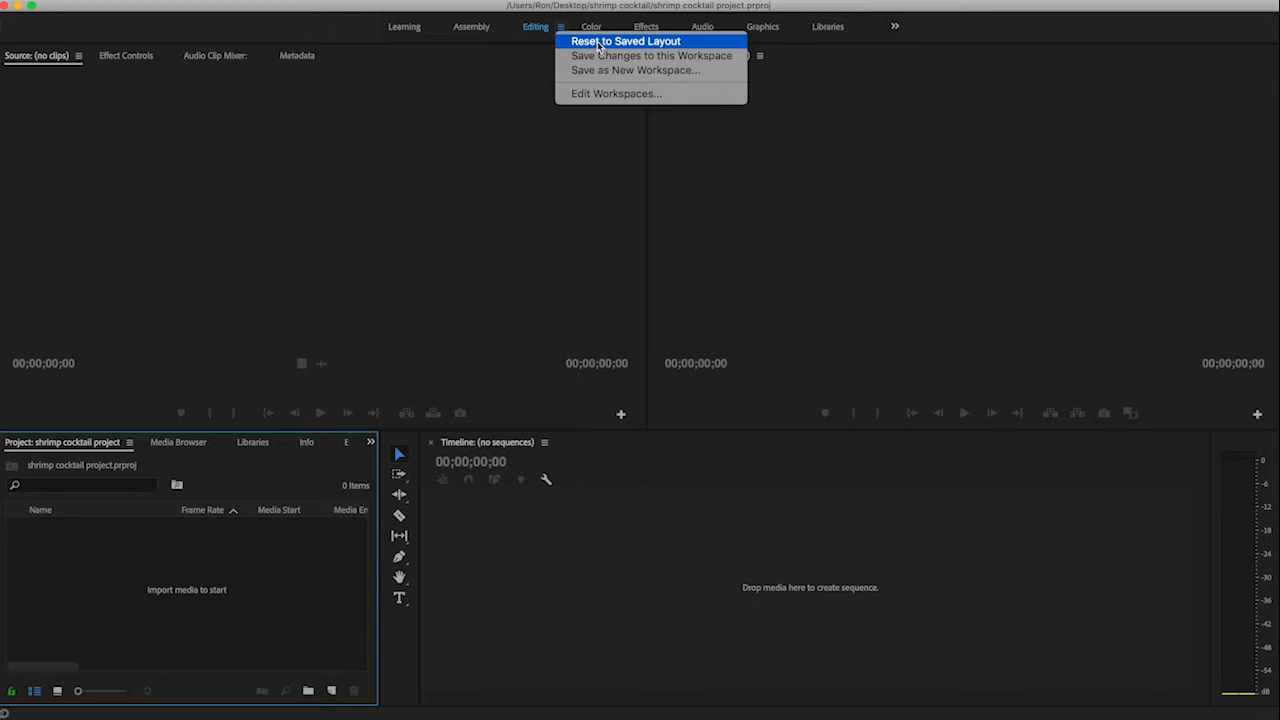 /Users/Ron/Desktop/shrimp cocktail/shrimp cocktail project.prproj
Learning Assembly Editing Color Effects Audio Graphics Libraries
Reset to Saved Layout
Save Changes to this Workspace
Save as New Workspace...
Edit Workspaces...
Source: (no clips) Effect Controls Audio Clip Mixer: Metadata
00;00;00;00 00;00;00;00 00;00;00;00 00;00;00;00
Project: shrimp cocktail project Media Browser Libraries Info E
shrimp cocktail project.prproj
0 Items
Name Frame Rate Media Start Media En
Import media to start
Timeline: (no sequences)
00;00;00;00
Drop media here to create sequence.
0
-6
-12
-18
-24
-30
-36
-42
-48
-54
dB